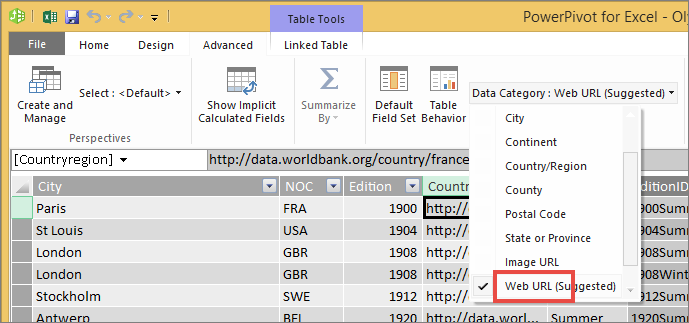 Table Tools
PowerPivot for Excel - Oly
File Home Design Advanced Linked Table
Create and Manage
Select : <Default>
Perspectives
Show Implicit Calculated Fields
Summarize By
Default Field Set
Table Behavior
Data Category : Web URL (Suggested)
City
Continent
Country/Region
County
Postal Code
State or Province
Image URL
Web URL (Suggested)
[Countryregion] http://data.worldbank.org/country/france
City NOC Edition Countr ditionID
Paris FRA 1900 http:// 900Summ
St Louis USA 1904 http:// 904Summ
London GBR 1908 http:// 908Summ
London GBR 1908 http:// 908Wint
Stockholm SWE 1912 http:// 912Summ
Antwerp BEL 1920 http://data.wor... Summer 1920Summ